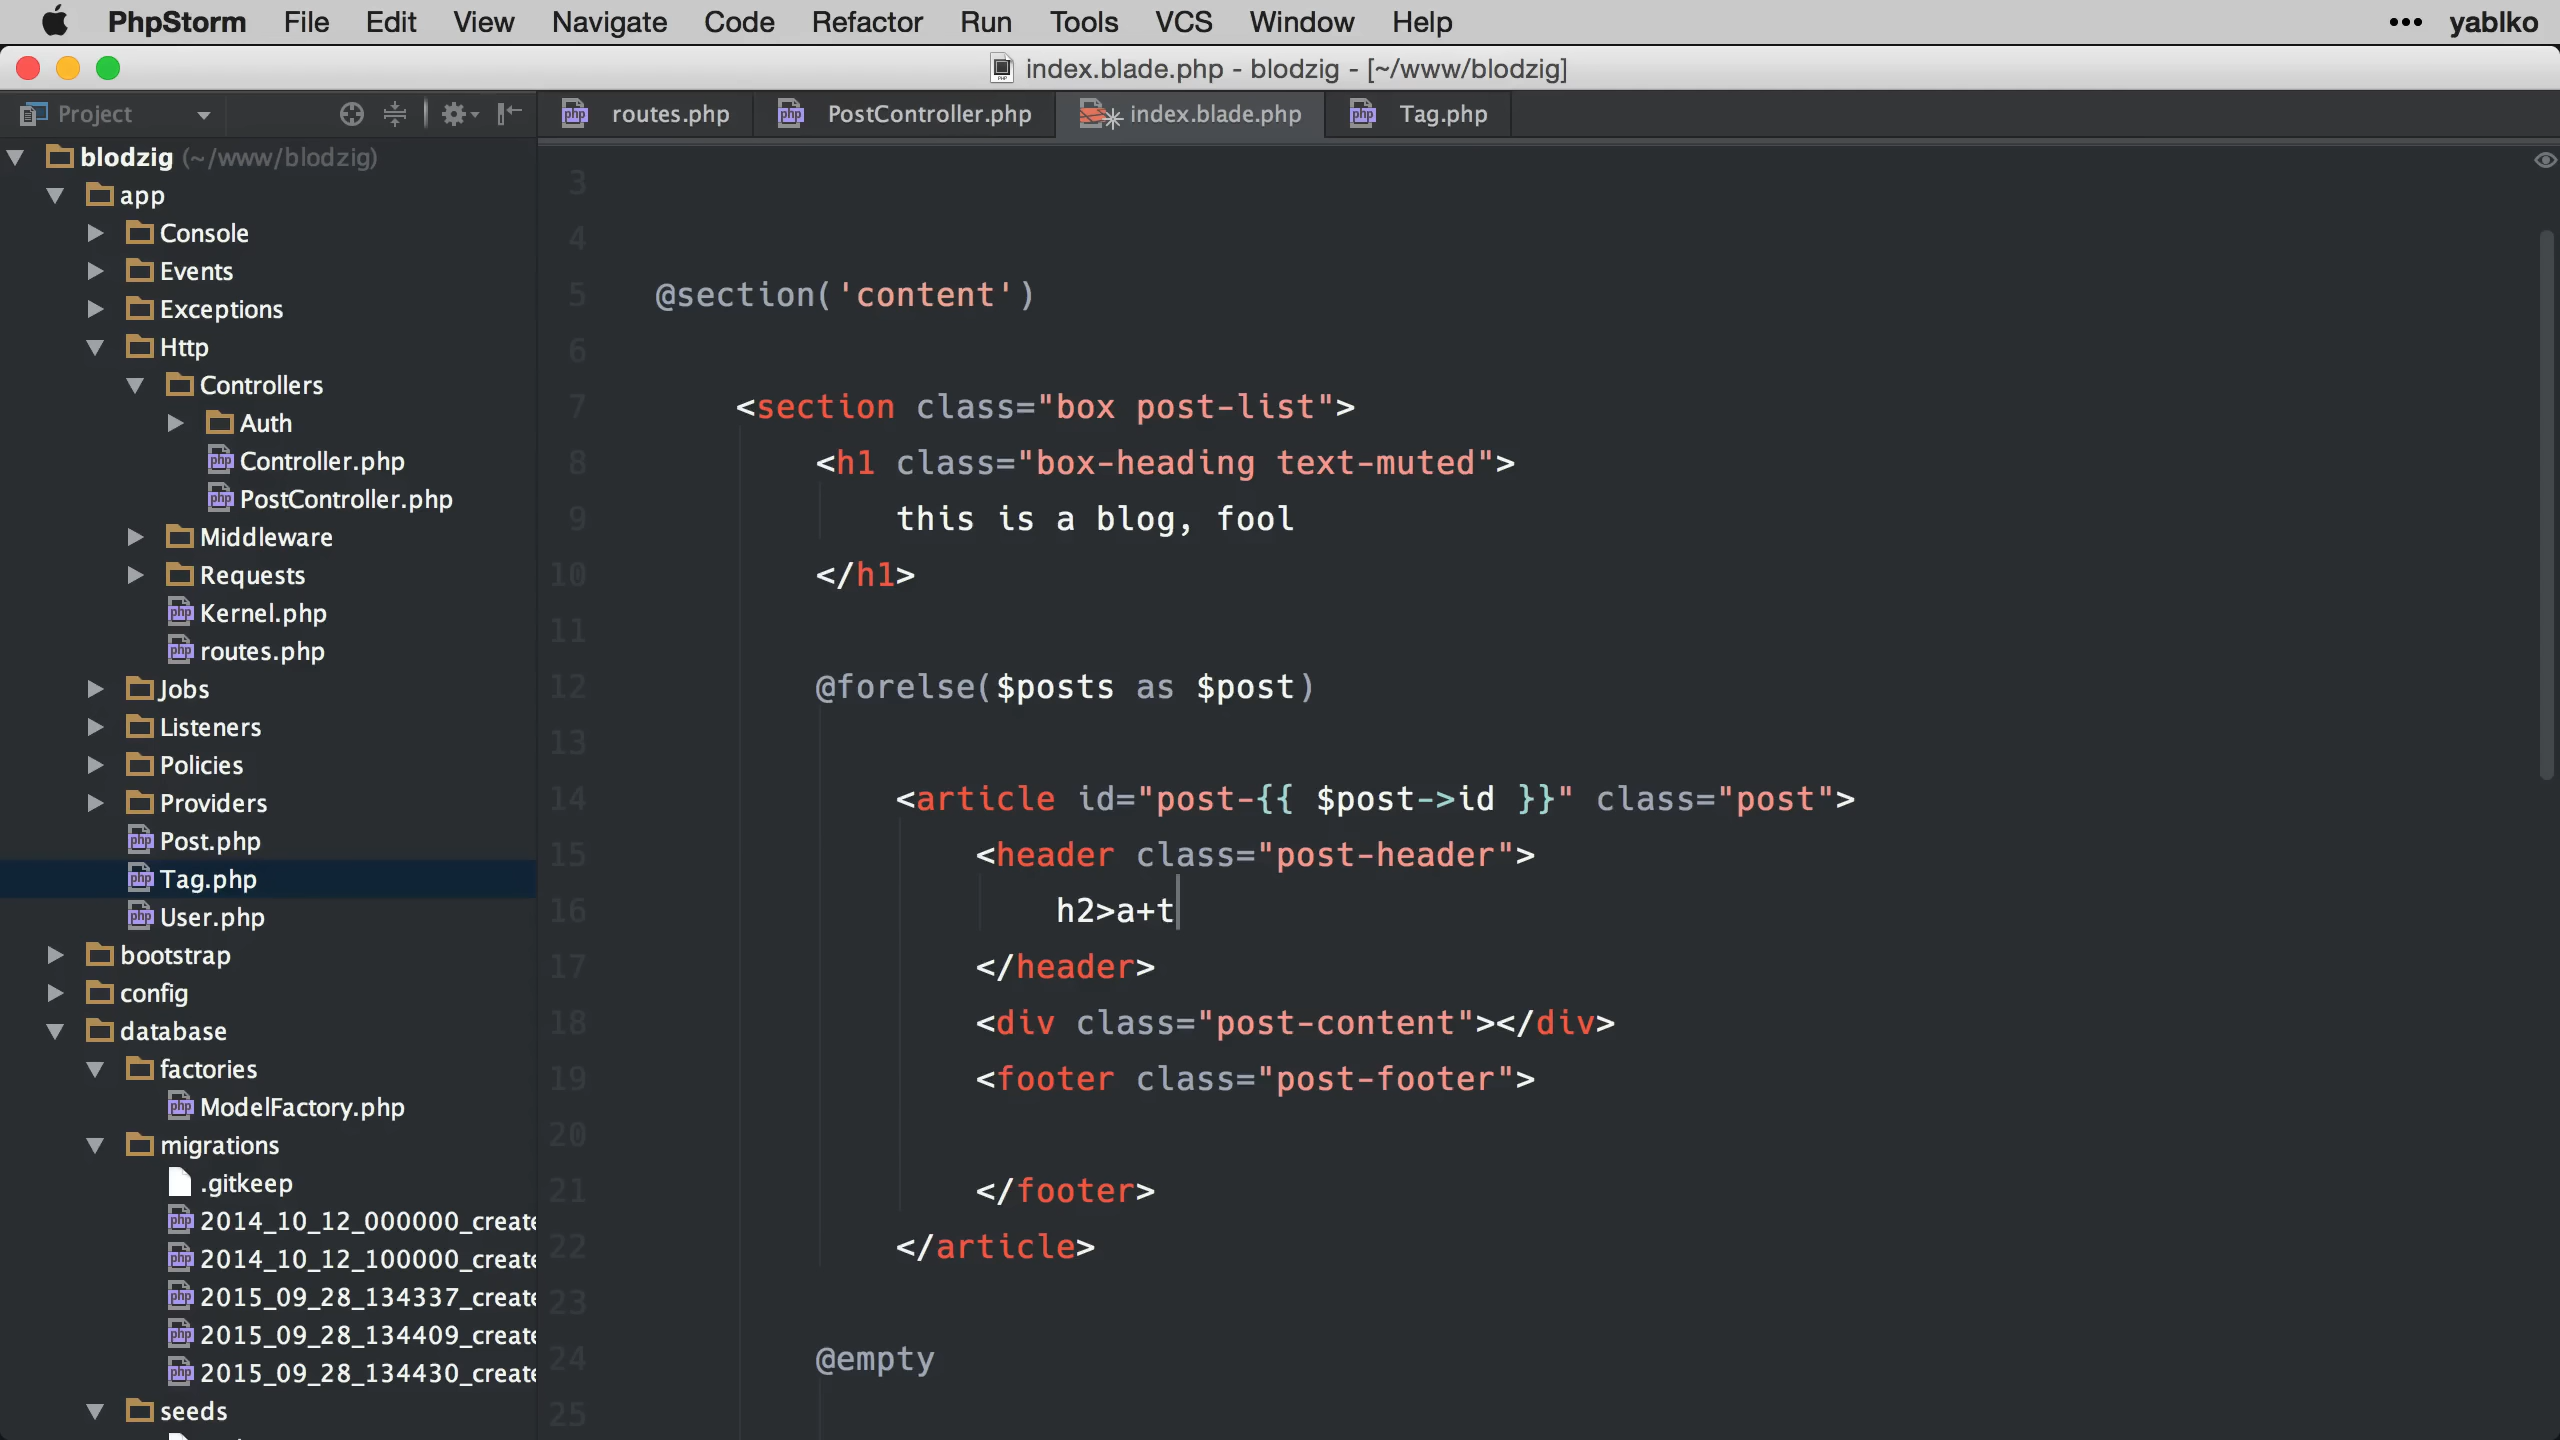 PhpStorm File Edit View Navigate Code Refactor Run Tools VCS Window Help ••• yablko
index.blade.php - blodzig - [~/www/blodzig]
Project
routes.php PostController.php index.blade.php Tag.php
blodzig (~/www/blodzig)
app
Console
Events
Exceptions
Http
Controllers
Auth
Controller.php
PostController.php
Middleware
Requests
Kernel.php
routes.php
Jobs
Listeners
Policies
Providers
Post.php
Tag.php
User.php
bootstrap
config
database
factories
ModelFactory.php
migrations
.gitkeep
2014_10_12_000000_create
2014_10_12_100000_create
2015_09_28_134337_create
2015_09_28_134409_create
2015_09_28_134430_create
seeds
3
4
5 @section('content')
6
7 <section class="box post-list">
8 <h1 class="box-heading text-muted">
9 this is a blog, fool
10 </h1>
11
12 @forelse($posts as $post)
13
14 <article id="post-{{ $post->id }}" class="post">
15 <header class="post-header">
16 h2>a+t
17 </header>
18 <div class="post-content"></div>
19 <footer class="post-footer">
20
21 </footer>
22 </article>
23
24 @empty
25